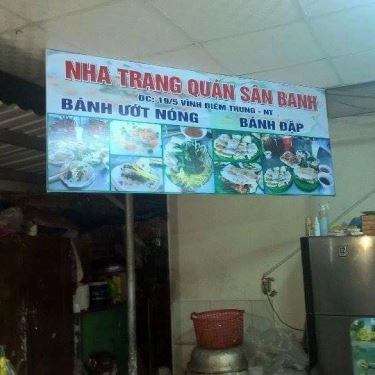 NHA TRANG QUÁN SÂN BANH
ĐC: 19/5 VĨNH ĐIỀM TRUNG - NT
BÁNH ƯỚT NÓNG
BÁNH ĐẬP